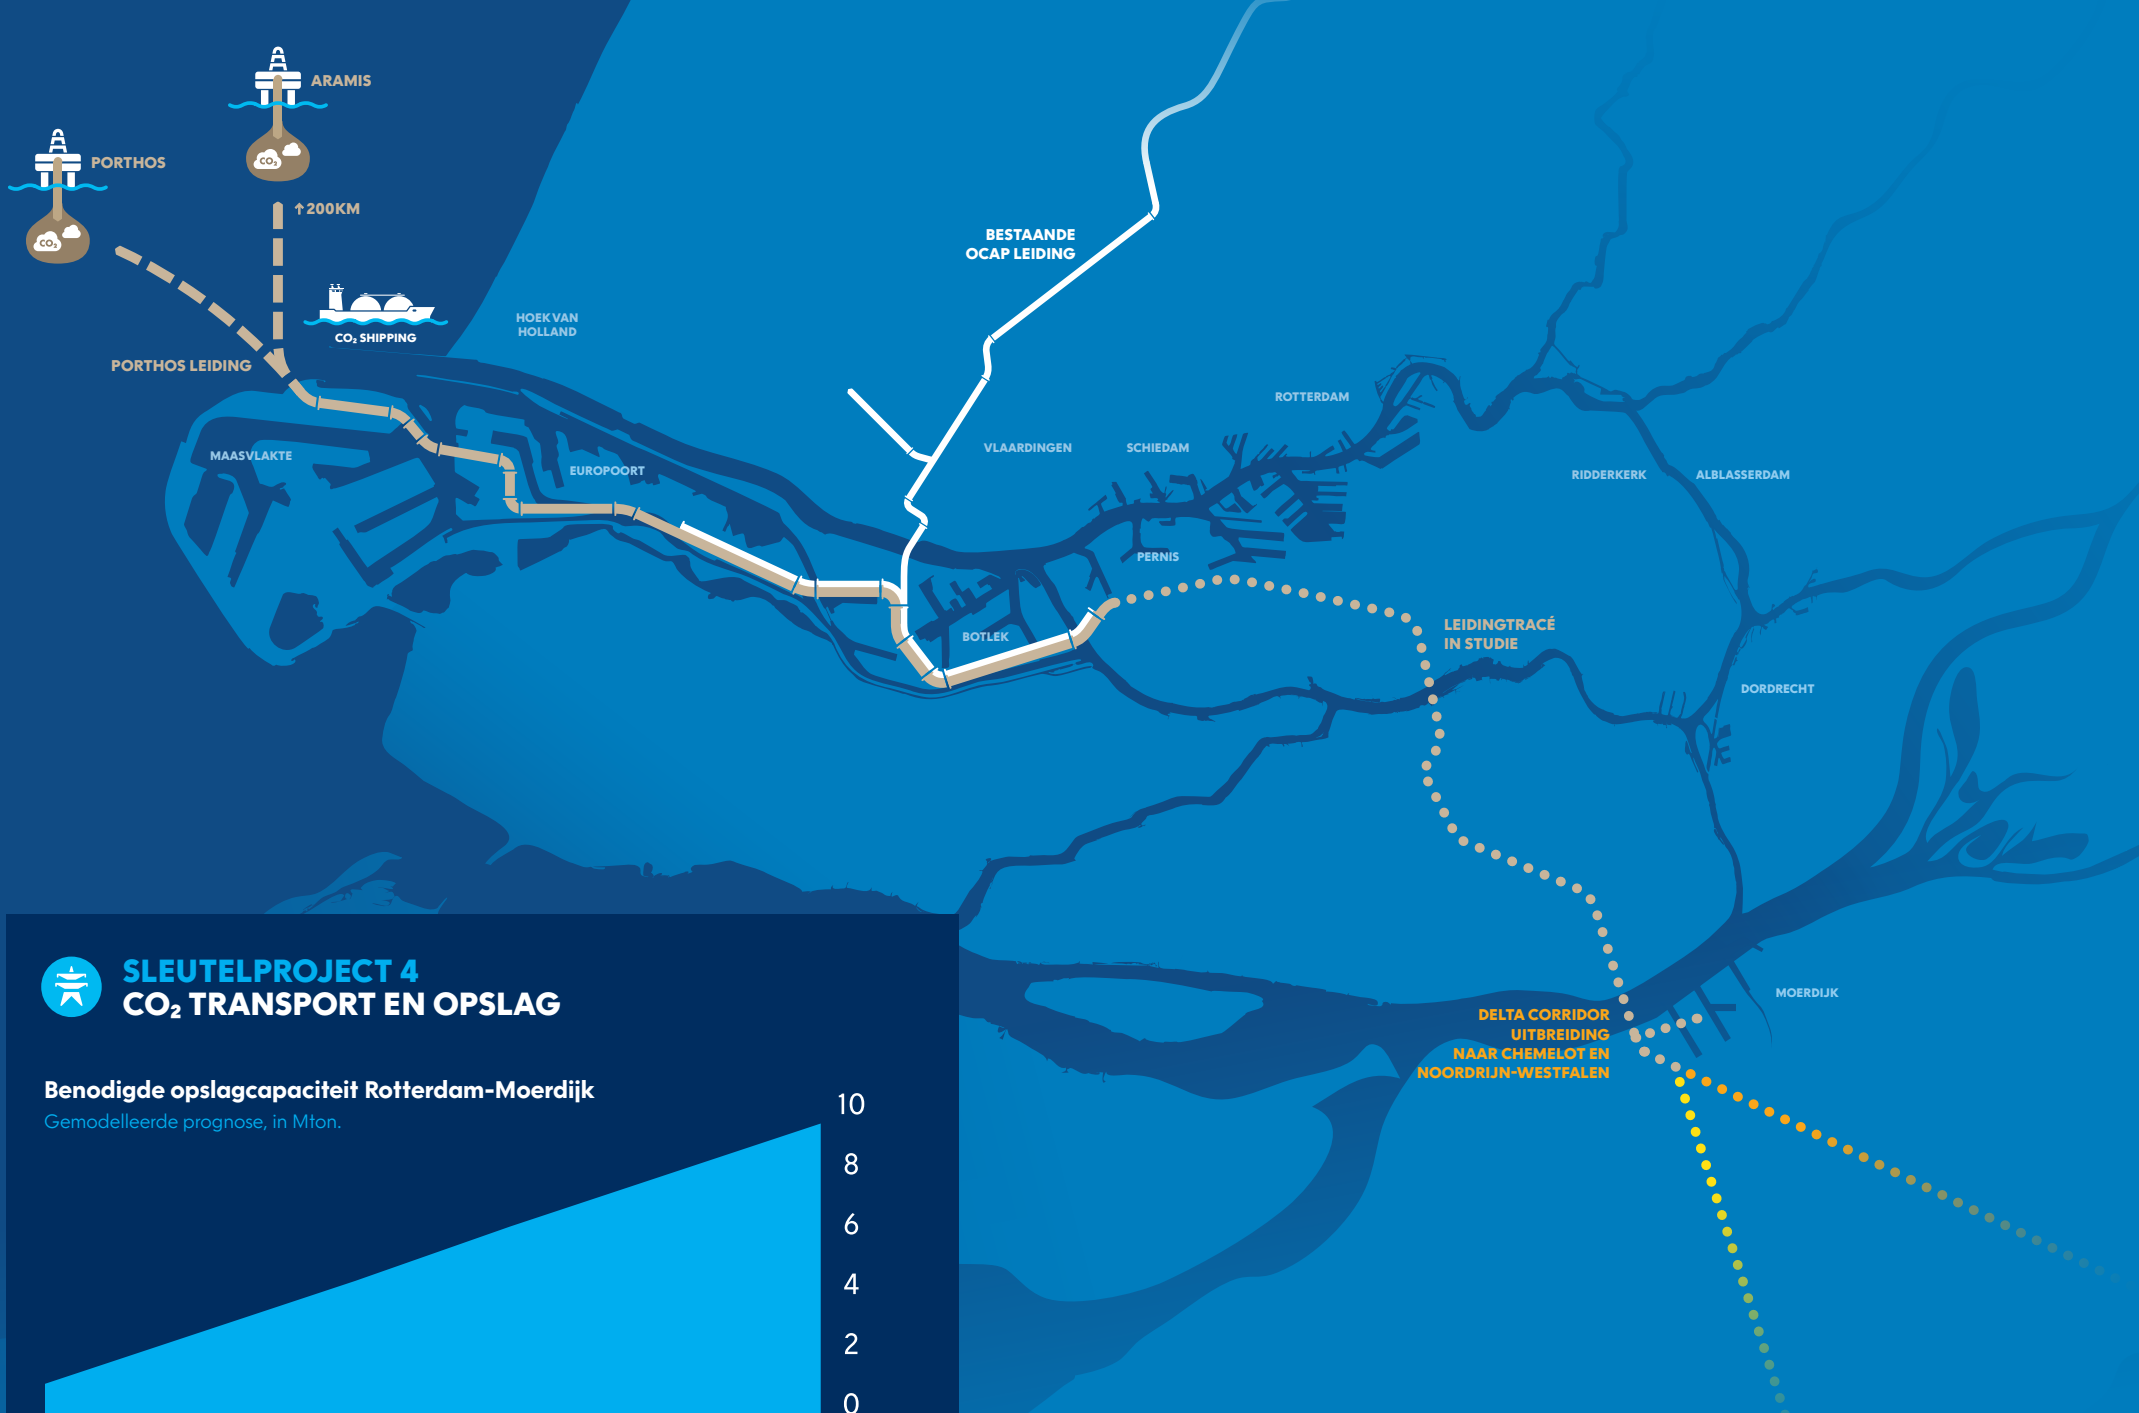 ARAMIS
CO₂
PORTHOS
CO₂
↑200KM
BESTAANDE
OCAP LEIDING
CO₂ SHIPPING
HOEK VAN
HOLLAND
PORTHOS LEIDING
ROTTERDAM
MAASVLAKTE
EUROPOORT
VLAARDINGEN
SCHIEDAM
RIDDERKERK
ALBLASSERDAM
PERNIS
BOTLEK
LEIDINGTRACÉ
IN STUDIE
DORDRECHT
MOERDIJK
DELTA CORRIDOR
UITBREIDING
NAAR CHEMELOT EN
NOORDRIJN-WESTFALEN
SLEUTELPROJECT 4
CO₂ TRANSPORT EN OPSLAG
Benodigde opslagcapaciteit Rotterdam-Moerdijk
Gemodelleerde prognose, in Mton.
10
8
6
4
2
0